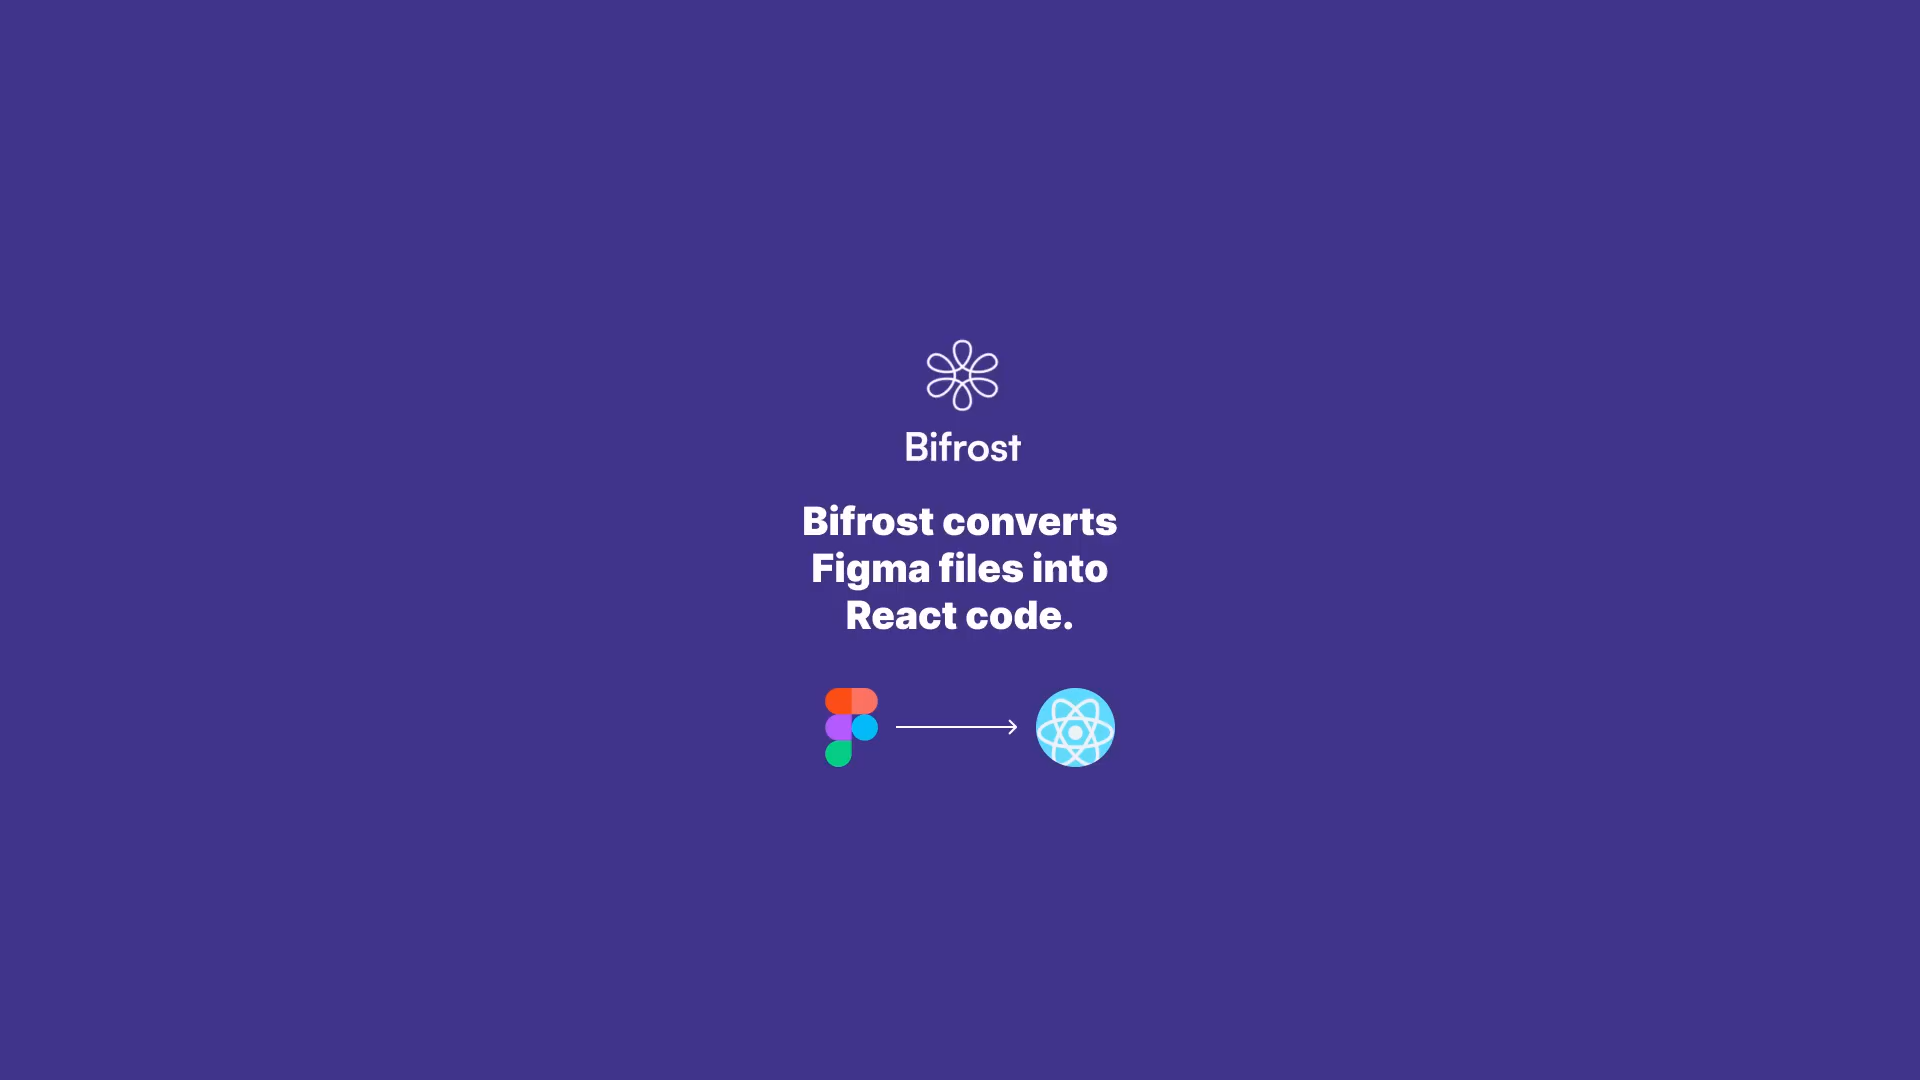 Bifrost
Bifrost converts
Figma files into
React code.